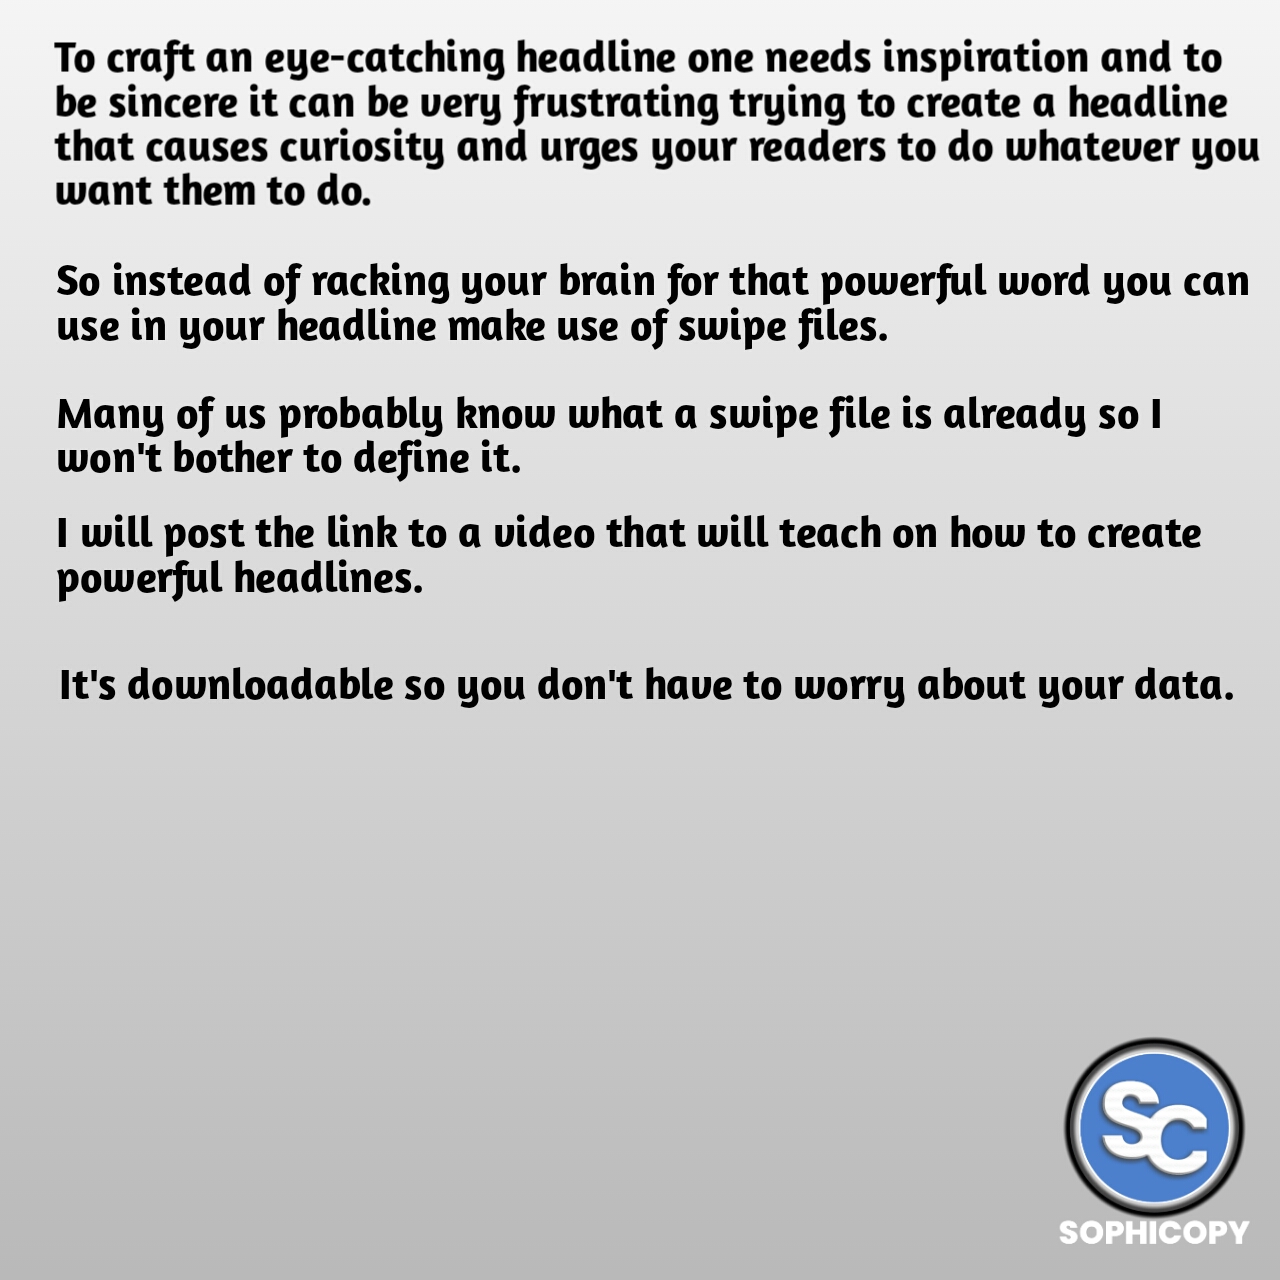 To craft an eye-catching headline one needs inspiration and to
be sincere it can be very frustrating trying to create a headline
that causes curiosity and urges your readers to do whatever you
want them to do.
So instead of racking your brain for that powerful word you can
use in your headline make use of swipe files.
Many of us probably know what a swipe file is already so I
won't bother to define it.
I will post the link to a video that will teach on how to create
powerful headlines.
It's downloadable so you don't have to worry about your data.
SC
SOPHICOPY